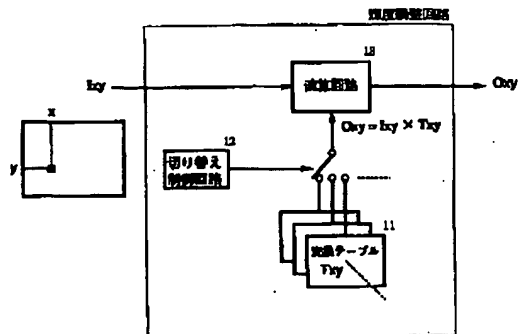 輝度調整回路
13
演算回路
Ixy
Oxy
x
y
Oxy = Ixy × Txy
12
切り替え
制御回路
11
変換テーブル
Txy